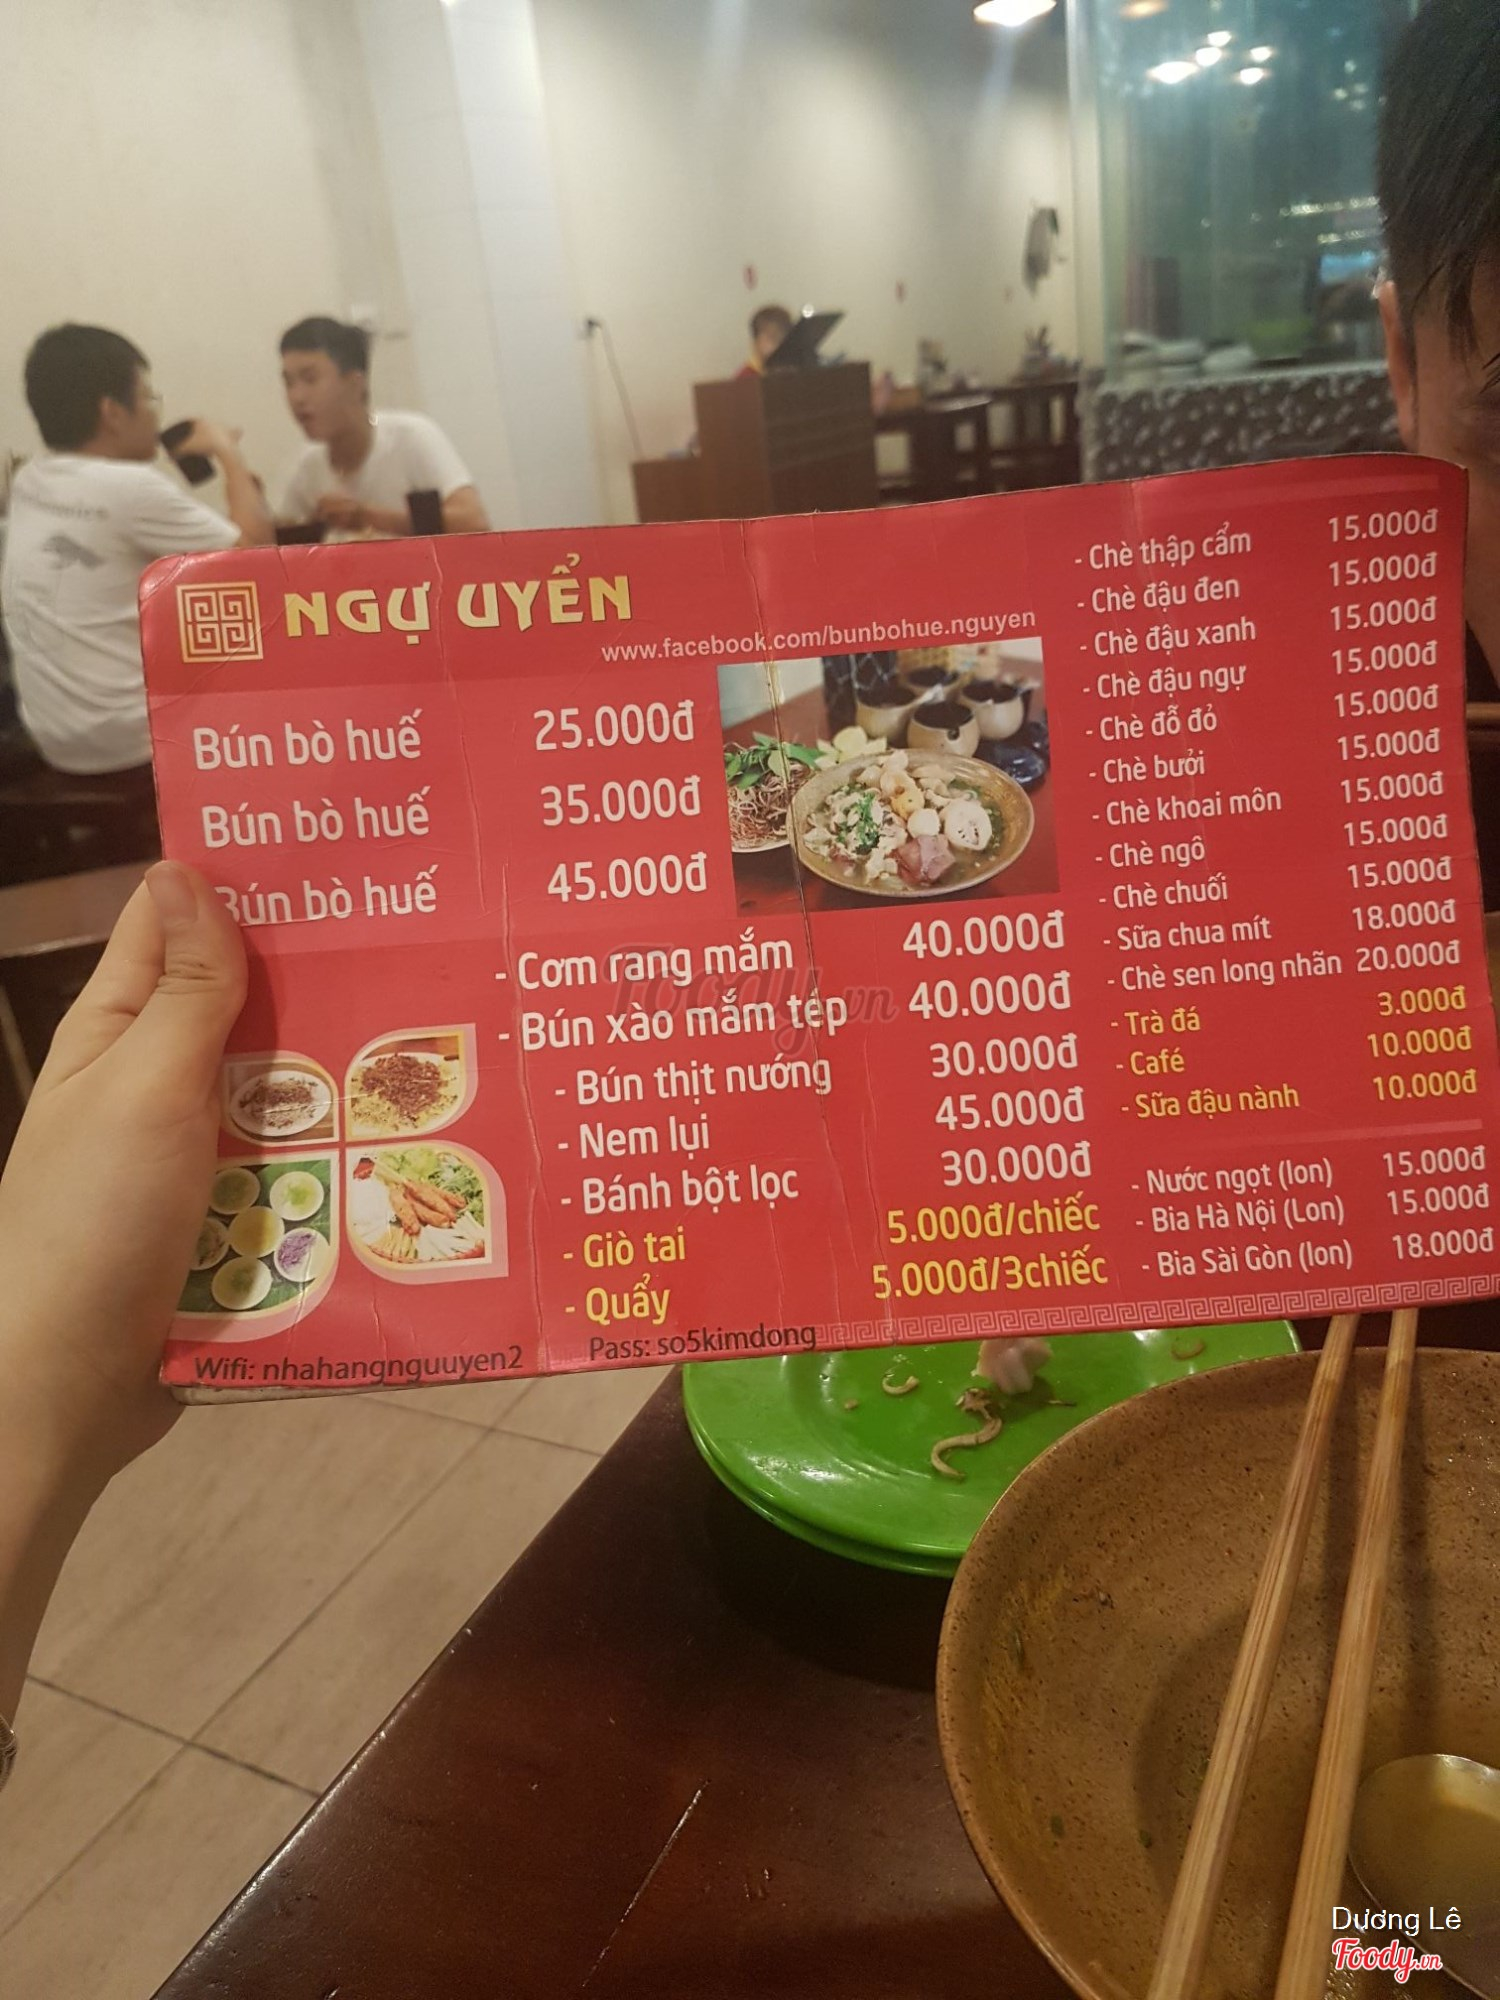 NGỰ UYỂN
www.facebook.com/bunbohue.nguyen
Bún bò huế 25.000đ
Bún bò huế 35.000đ
Bún bò huế 45.000đ
- Cơm rang mắm 40.000đ
- Bún xào mắm tép 40.000đ
- Bún thịt nướng 30.000đ
- Nem lụi 45.000đ
- Bánh bột lọc 30.000đ
- Giò tai 5.000đ/chiếc
- Quẩy 5.000đ/3chiếc
Wifi: nhahangnguuyen2 Pass: so5kimdong
- Chè thập cẩm 15.000đ
- Chè đậu đen 15.000đ
- Chè đậu xanh 15.000đ
- Chè đậu ngự 15.000đ
- Chè đỗ đỏ 15.000đ
- Chè bưởi 15.000đ
- Chè khoai môn 15.000đ
- Chè ngô 15.000đ
- Chè chuối 15.000đ
- Sữa chua mít 18.000đ
- Chè sen long nhãn 20.000đ
- Trà đá 3.000đ
- Café 10.000đ
- Sữa đậu nành 10.000đ
- Nước ngọt (lon) 15.000đ
- Bia Hà Nội (Lon) 15.000đ
- Bia Sài Gòn (lon) 18.000đ
Foody.vn
Dương Lê
Foody.vn